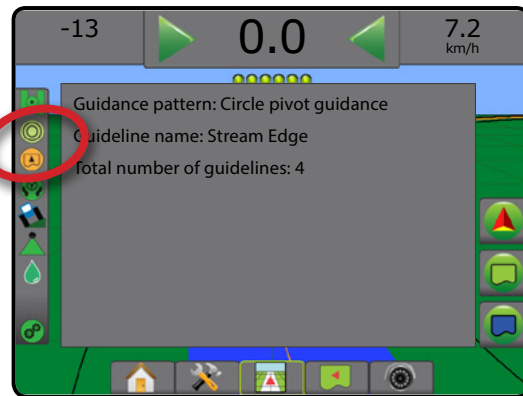 -13
0.0
7.2
km/h
Guidance pattern: Circle pivot guidance
Guideline name: Stream Edge
Total number of guidelines: 4